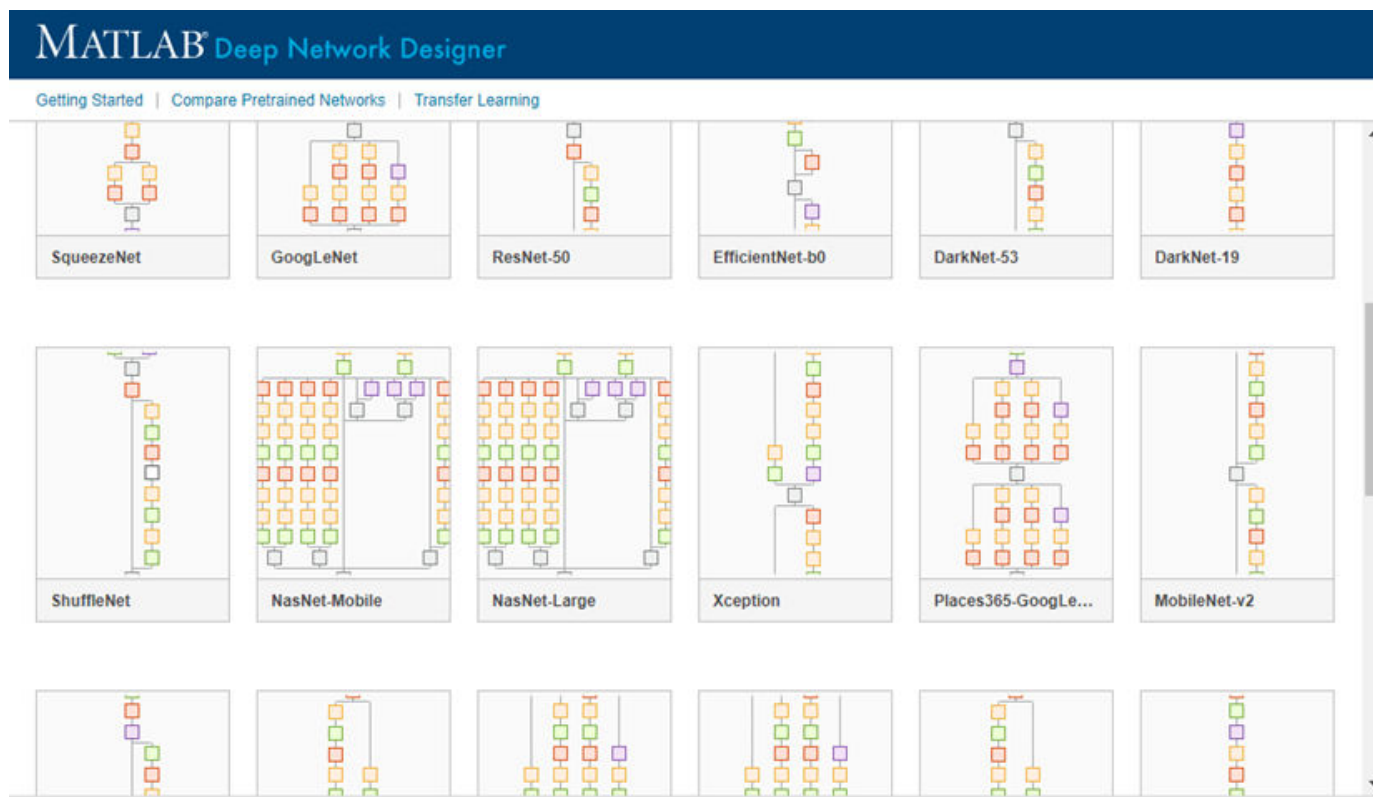 MATLAB® Deep Network Designer
Getting Started | Compare Pretrained Networks | Transfer Learning
SqueezeNet
GoogLeNet
ResNet-50
EfficientNet-b0
DarkNet-53
DarkNet-19
ShuffleNet
NasNet-Mobile
NasNet-Large
Xception
Places365-GoogLe...
MobileNet-v2